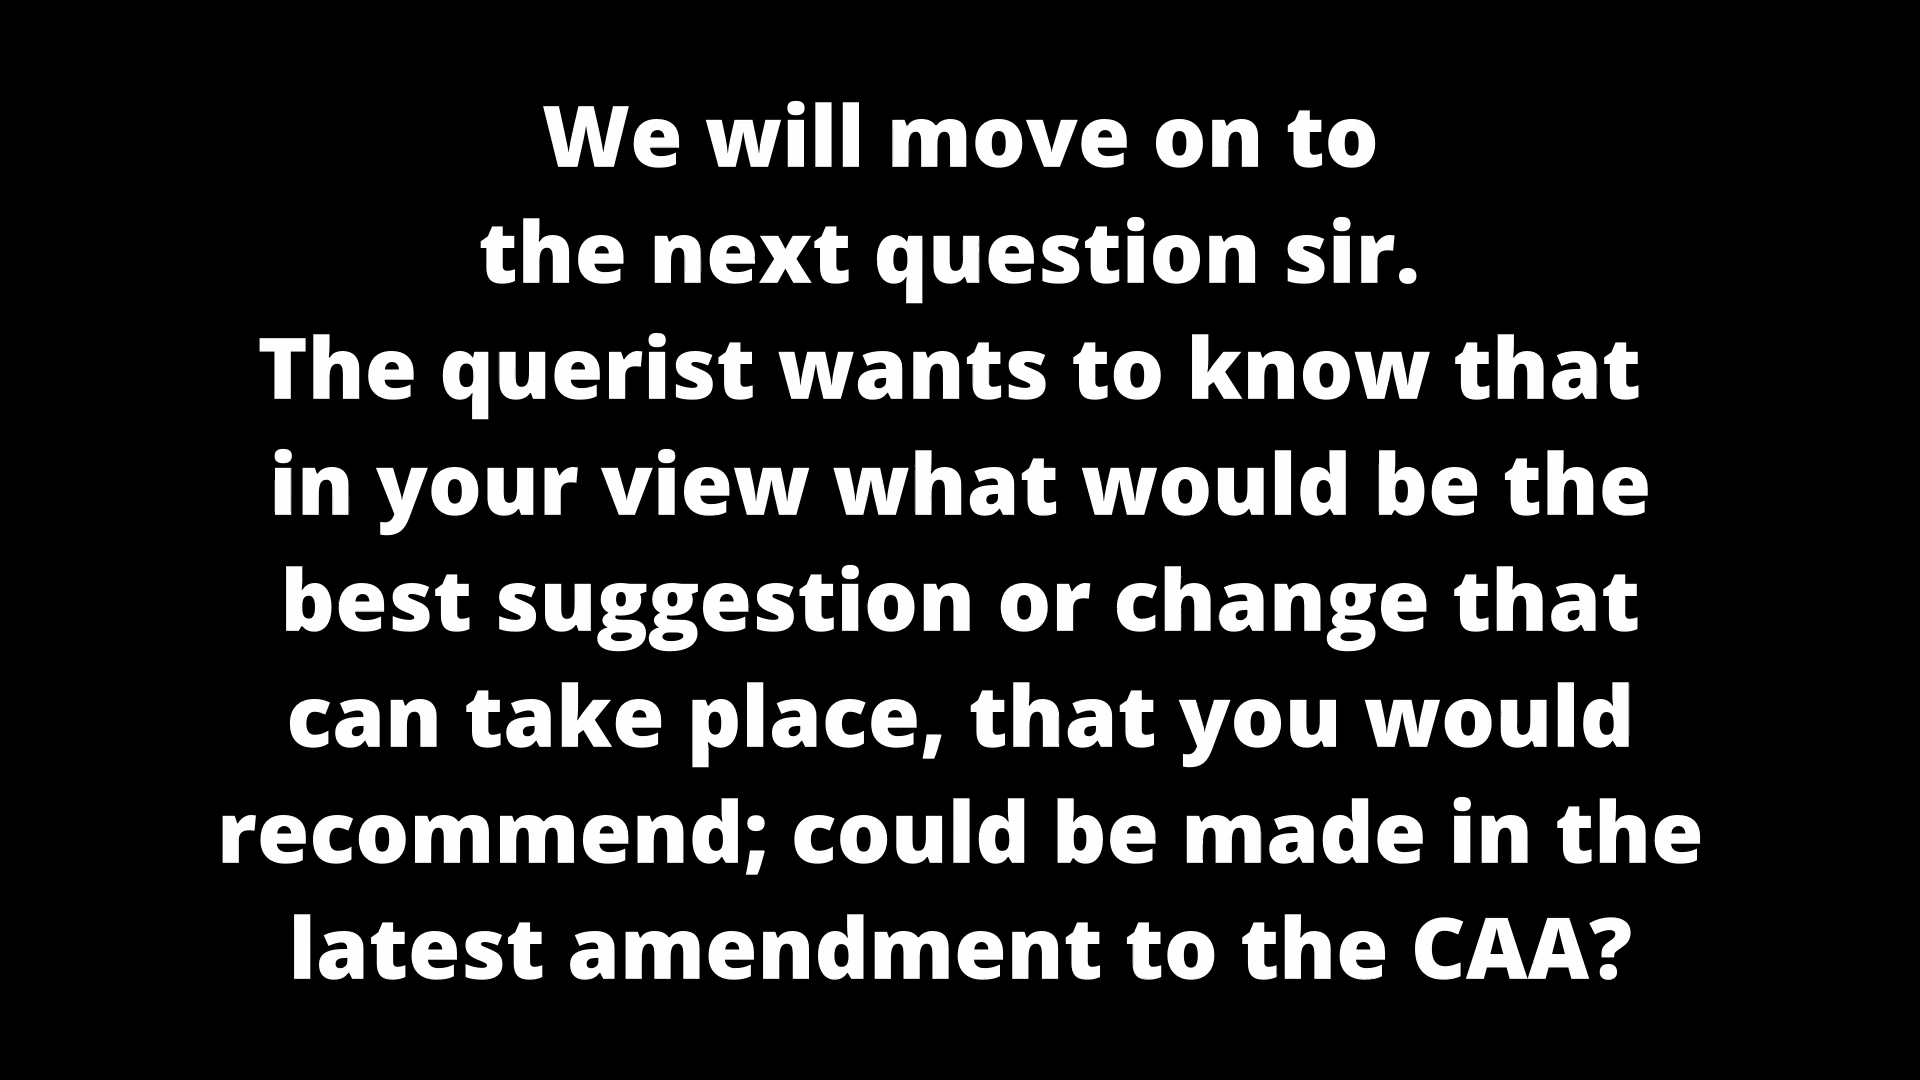 We will move on to
the next question sir.
The querist wants to know that
in your view what would be the
best suggestion or change that
can take place, that you would
recommend; could be made in the
latest amendment to the CAA?